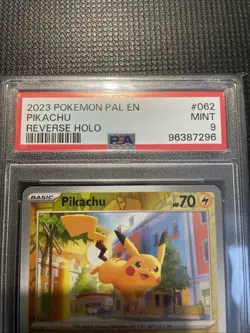 2023 POKEMON PAL EN #062
PIKACHU MINT
REVERSE HOLO PSA 9
96387296
BASIC Pikachu HP70